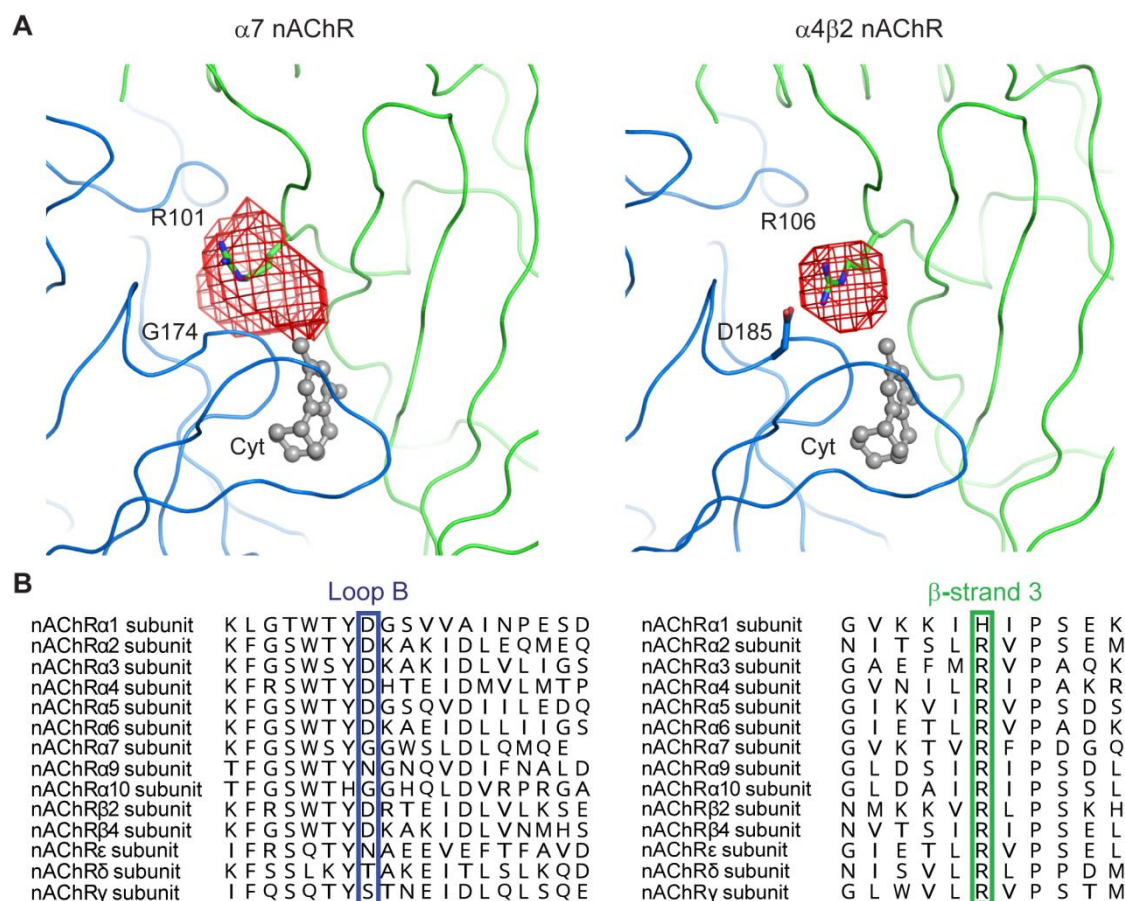 A
α7 nAChR α4β2 nAChR
R101 R106
G174 D185
Cyt Cyt
B
Loop B β-strand 3
nAChRα1 subunit K L G T W T Y D G S V V A I N P E S D nAChRα1 subunit G V K K I H I P S E K
nAChRα2 subunit K F G S W T Y D K A K I D L E Q M E Q nAChRα2 subunit N I T S L R V P S E M
nAChRα3 subunit K F G S W S Y D K A K I D L V L I G S nAChRα3 subunit G A E F M R V P A Q K
nAChRα4 subunit K F R S W T Y D H T E I D M V L M T P nAChRα4 subunit G V N I L R I P A K R
nAChRα5 subunit K F G S W T Y D G S Q V D I I L E D Q nAChRα5 subunit G I K V I R V P S D S
nAChRα6 subunit K F G S W T Y D K A E I D L L I I G S nAChRα6 subunit G I E T L R V P A D K
nAChRα7 subunit K F G S W S Y G G W S L D L Q M Q E nAChRα7 subunit G V K T V R F P D G Q
nAChRα9 subunit T F G S W T Y N G N Q V D I F N A L D nAChRα9 subunit G L D S I R I P S D L
nAChRα10 subunit T F G S W T H G G H Q L D V R P R G A nAChRα10 subunit G L D A I R I P S S L
nAChRβ2 subunit K F R S W T Y D R T E I D L V L K S E nAChRβ2 subunit N M K K V R L P S K H
nAChRβ4 subunit K F G S W T Y D K A K I D L V N M H S nAChRβ4 subunit N V T S I R I P S E L
nAChRε subunit I F R S Q T Y N A E E V E F T F A V D nAChRε subunit G I E T L R V P S E L
nAChRδ subunit K F S S L K Y T A K E I T L S L K Q D nAChRδ subunit N I S V L R L P P D M
nAChRγ subunit I F Q S Q T Y S T N E I D L Q L S Q E nAChRγ subunit G L W V L R V P S T M